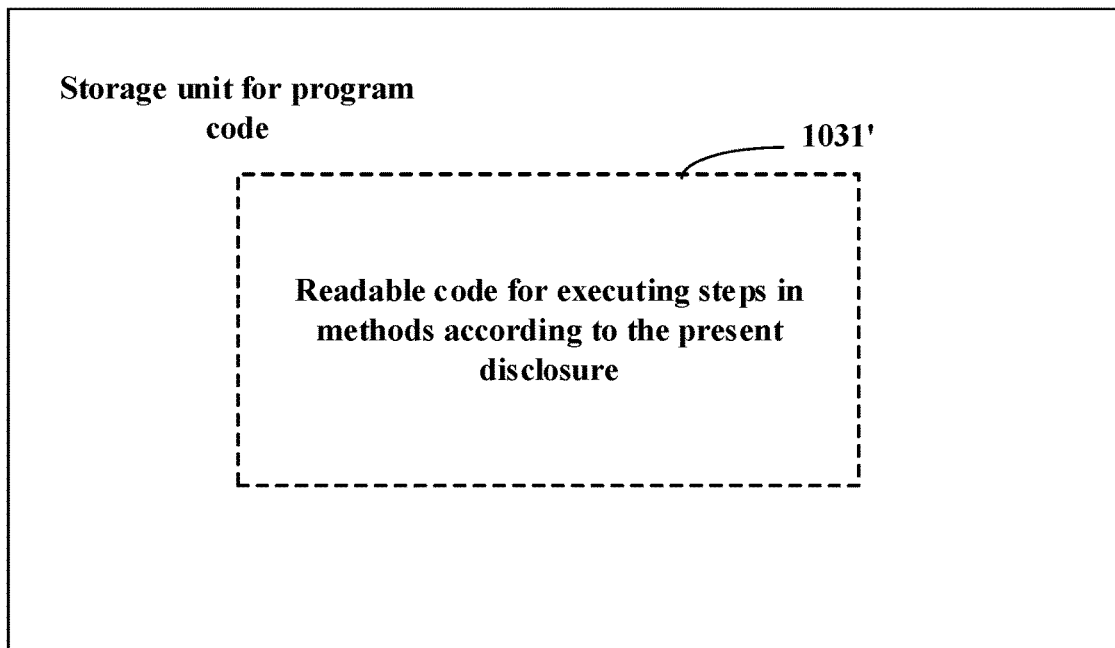 Storage unit for program
code
1031'
Readable code for executing steps in
methods according to the present
disclosure